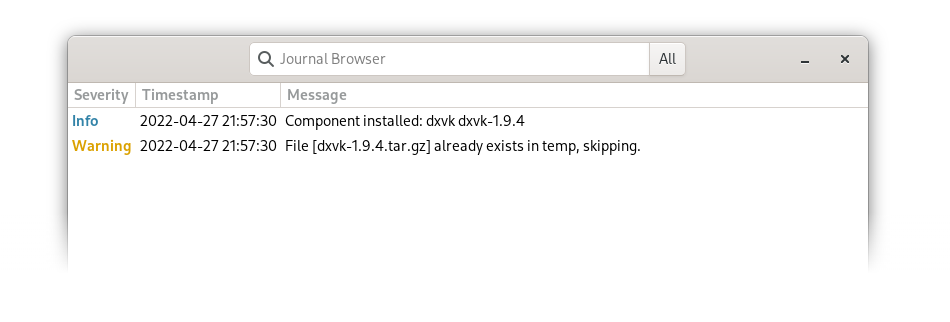 Journal Browser All
Severity Timestamp Message
Info 2022-04-27 21:57:30 Component installed: dxvk dxvk-1.9.4
Warning 2022-04-27 21:57:30 File [dxvk-1.9.4.tar.gz] already exists in temp, skipping.